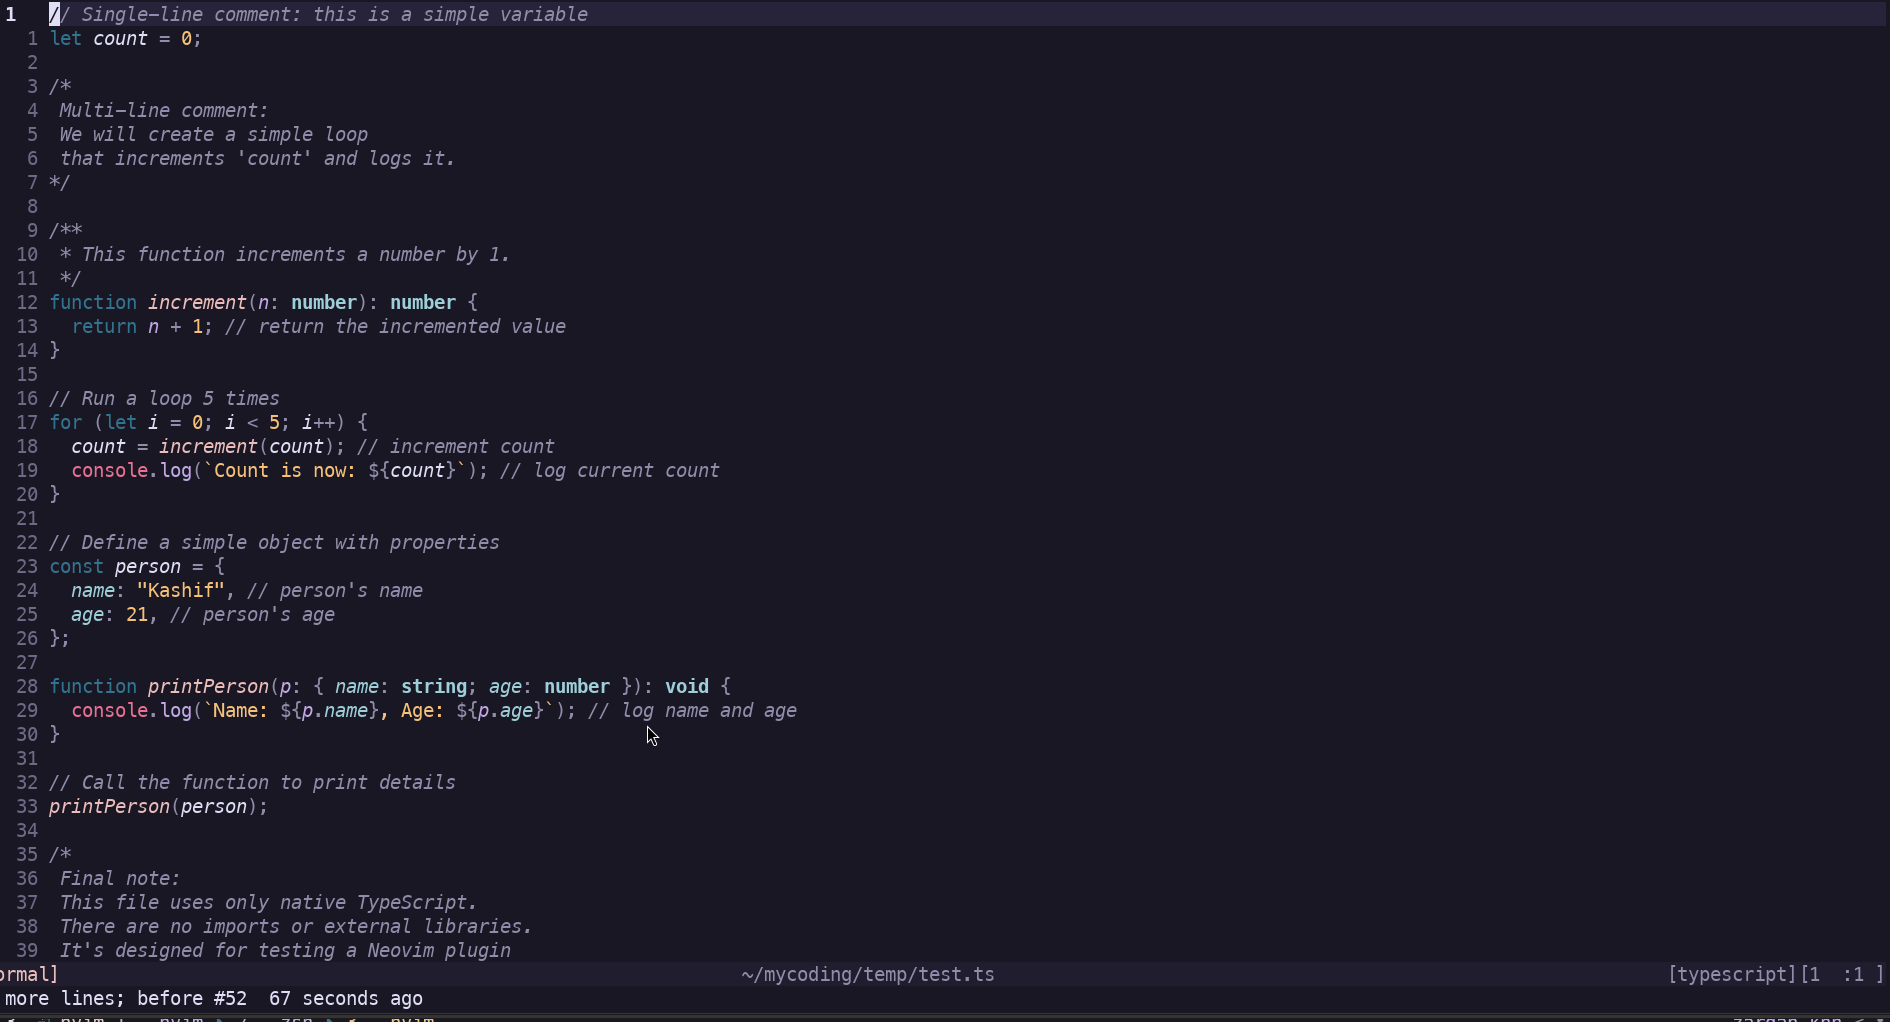 1 // Single-line comment: this is a simple variable
1 let count = 0;
2
3 /*
4  Multi-line comment:
5  We will create a simple loop
6  that increments 'count' and logs it.
7 */
8
9 /**
10  * This function increments a number by 1.
11  */
12 function increment(n: number): number {
13   return n + 1; // return the incremented value
14 }
15
16 // Run a loop 5 times
17 for (let i = 0; i < 5; i++) {
18   count = increment(count); // increment count
19   console.log(`Count is now: ${count}`); // log current count
20 }
21
22 // Define a simple object with properties
23 const person = {
24   name: "Kashif", // person's name
25   age: 21, // person's age
26 };
27
28 function printPerson(p: { name: string; age: number }): void {
29   console.log(`Name: ${p.name}, Age: ${p.age}`); // log name and age
30 }
31
32 // Call the function to print details
33 printPerson(person);
34
35 /*
36  Final note:
37  This file uses only native TypeScript.
38  There are no imports or external libraries.
39  It's designed for testing a Neovim plugin
ormal] ~/mycoding/temp/test.ts [typescript][1  :1 ]
more lines; before #52  67 seconds ago